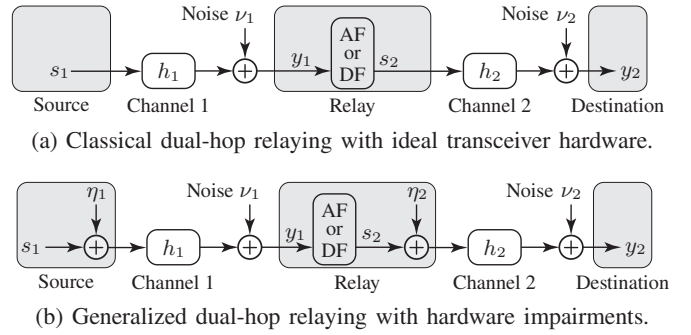 Noise ν₁
Noise ν₂
s₁
h₁
+
y₁
AF
or
DF
s₂
h₂
+
y₂
Source
Channel 1
Relay
Channel 2
Destination
(a) Classical dual-hop relaying with ideal transceiver hardware.
η₁
Noise ν₁
η₂
Noise ν₂
s₁
+
h₁
+
y₁
AF
or
DF
s₂
+
h₂
+
y₂
Source
Channel 1
Relay
Channel 2
Destination
(b) Generalized dual-hop relaying with hardware impairments.